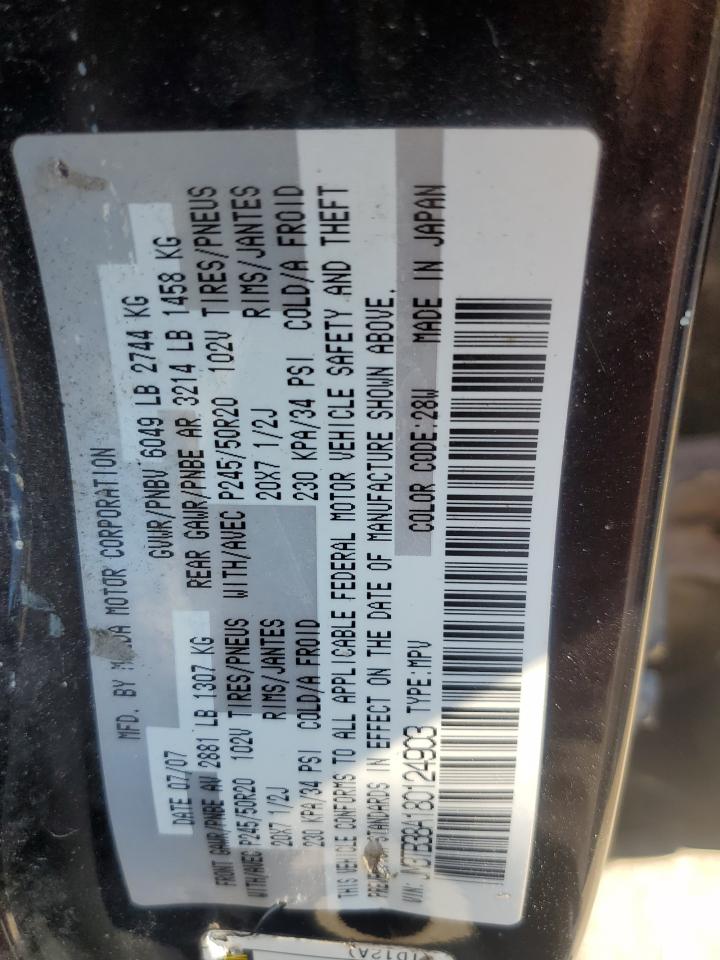 MFD. BY MAZDA MOTOR CORPORATION
DATE 07/07 GVWR/PNBV 6049 LB 2744 KG
FRONT GAWR/PNBE AV 2881 LB 1307 KG REAR GAWR/PNBE AR 3214 LB 1458 KG
WITH/AVEC P245/50R20 102V TIRES/PNEUS WITH/AVEC P245/50R20 102V TIRES/PNEUS
20X7 1/2J RIMS/JANTES 20X7 1/2J RIMS/JANTES
230 KPA/34 PSI COLD/A FROID 230 KPA/34 PSI COLD/A FROID
THIS VEHICLE CONFORMS TO ALL APPLICABLE FEDERAL MOTOR VEHICLE SAFETY AND THEFT
STANDARDS IN EFFECT ON THE DATE OF MANUFACTURE SHOWN ABOVE.
VIN: JM3TB38A180124903 TYPE:MPV COLOR CODE:28W MADE IN JAPAN